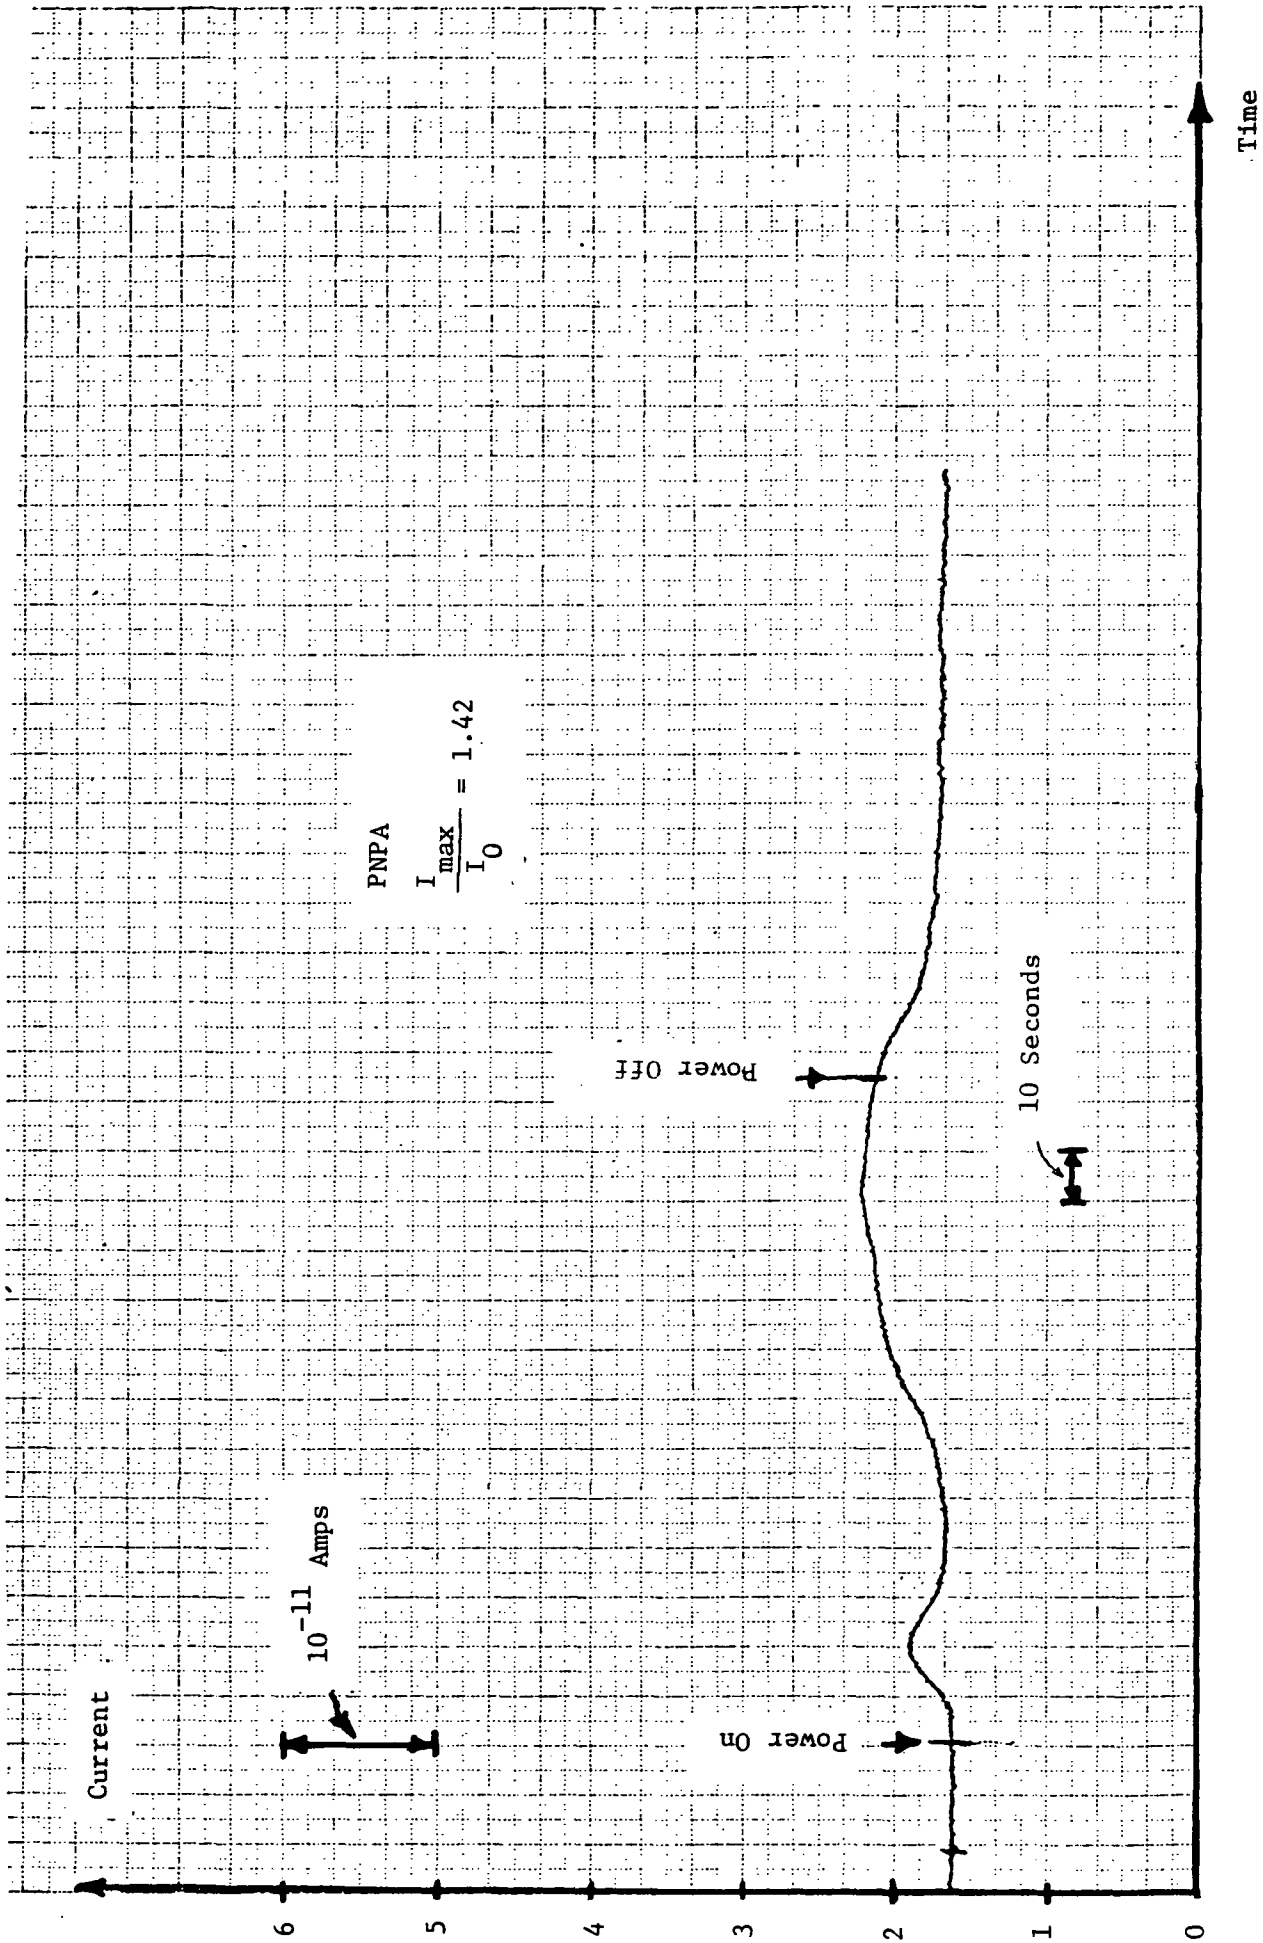 Current
6
5
4
3
2
1
0
10⁻¹¹ Amps
Power On
PNPA
I_max / I_0 = 1.42
Power Off
10 Seconds
Time